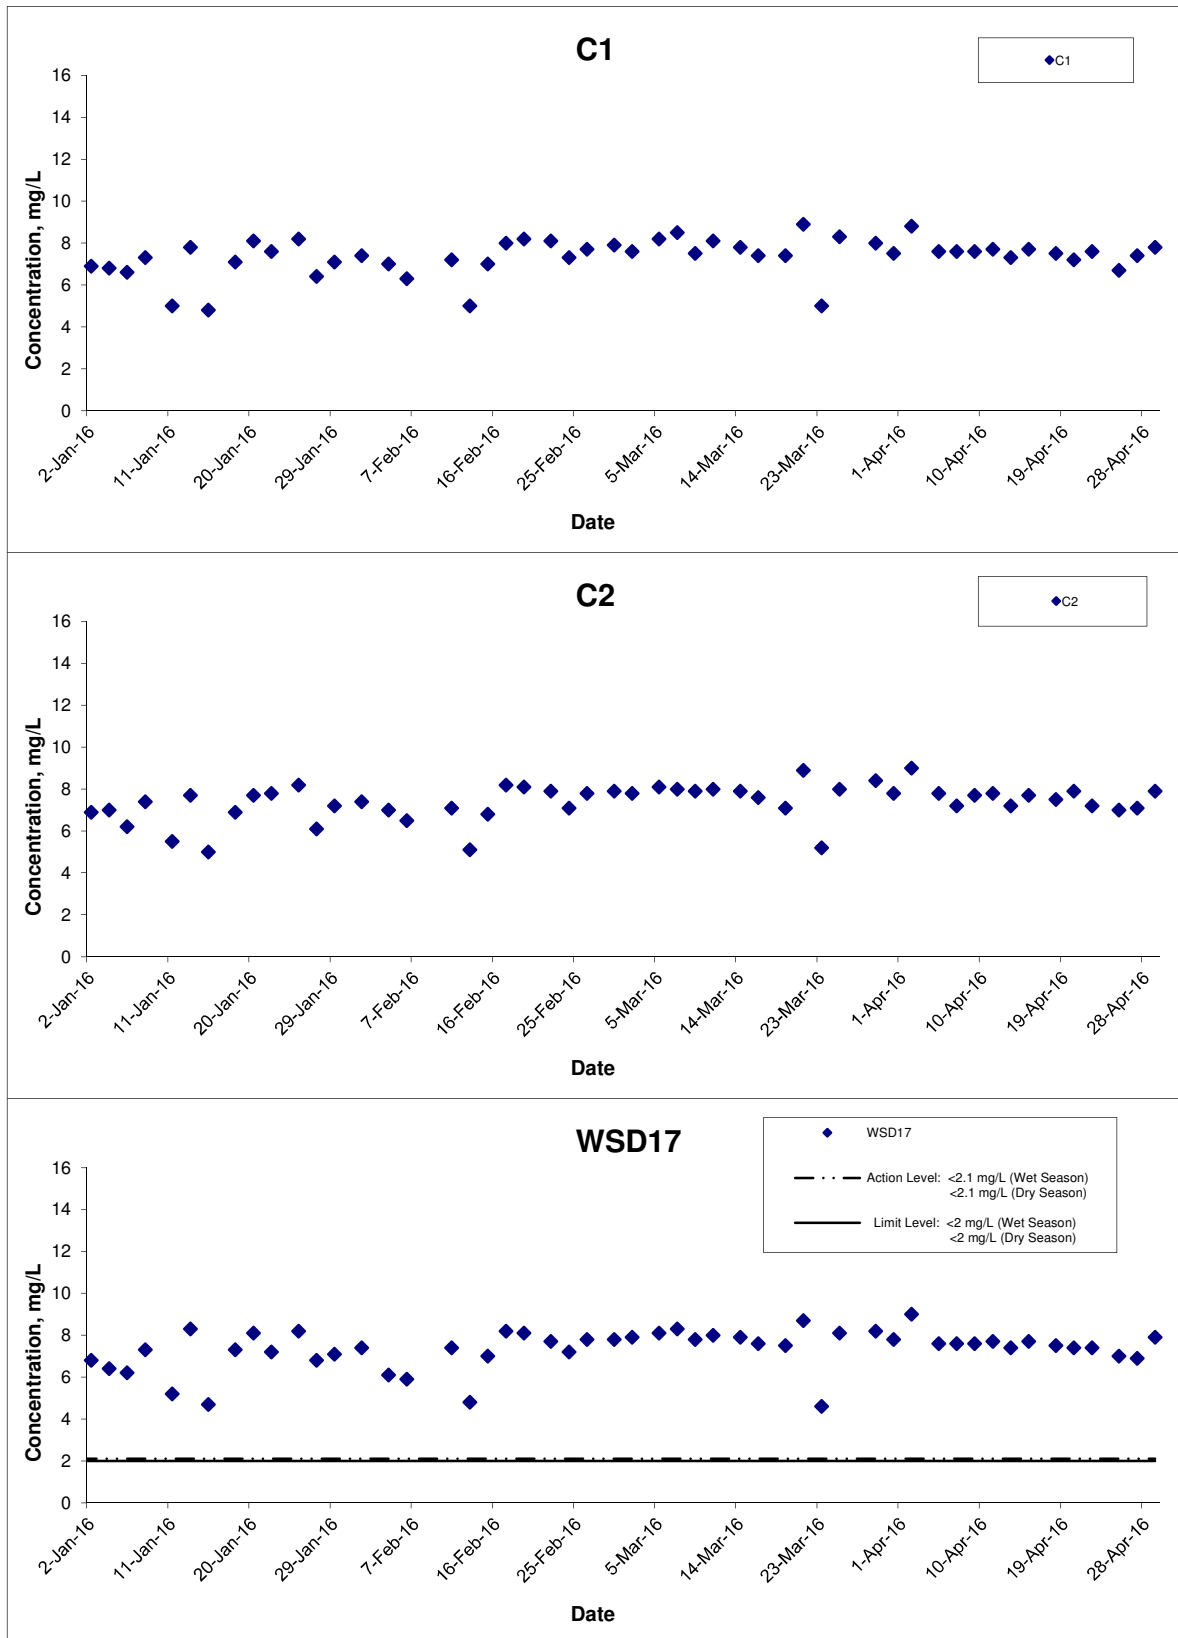 C1
C1
16
14
12
10
8
6
4
2
0
Concentration, mg/L
2-Jan-16
11-Jan-16
20-Jan-16
29-Jan-16
7-Feb-16
16-Feb-16
25-Feb-16
5-Mar-16
14-Mar-16
23-Mar-16
1-Apr-16
10-Apr-16
19-Apr-16
28-Apr-16
Date
C2
C2
16
14
12
10
8
6
4
2
0
Concentration, mg/L
2-Jan-16
11-Jan-16
20-Jan-16
29-Jan-16
7-Feb-16
16-Feb-16
25-Feb-16
5-Mar-16
14-Mar-16
23-Mar-16
1-Apr-16
10-Apr-16
19-Apr-16
28-Apr-16
Date
WSD17
WSD17
Action Level: <2.1 mg/L (Wet Season)
<2.1 mg/L (Dry Season)
Limit Level: <2 mg/L (Wet Season)
<2 mg/L (Dry Season)
16
14
12
10
8
6
4
2
0
Concentration, mg/L
2-Jan-16
11-Jan-16
20-Jan-16
29-Jan-16
7-Feb-16
16-Feb-16
25-Feb-16
5-Mar-16
14-Mar-16
23-Mar-16
1-Apr-16
10-Apr-16
19-Apr-16
28-Apr-16
Date